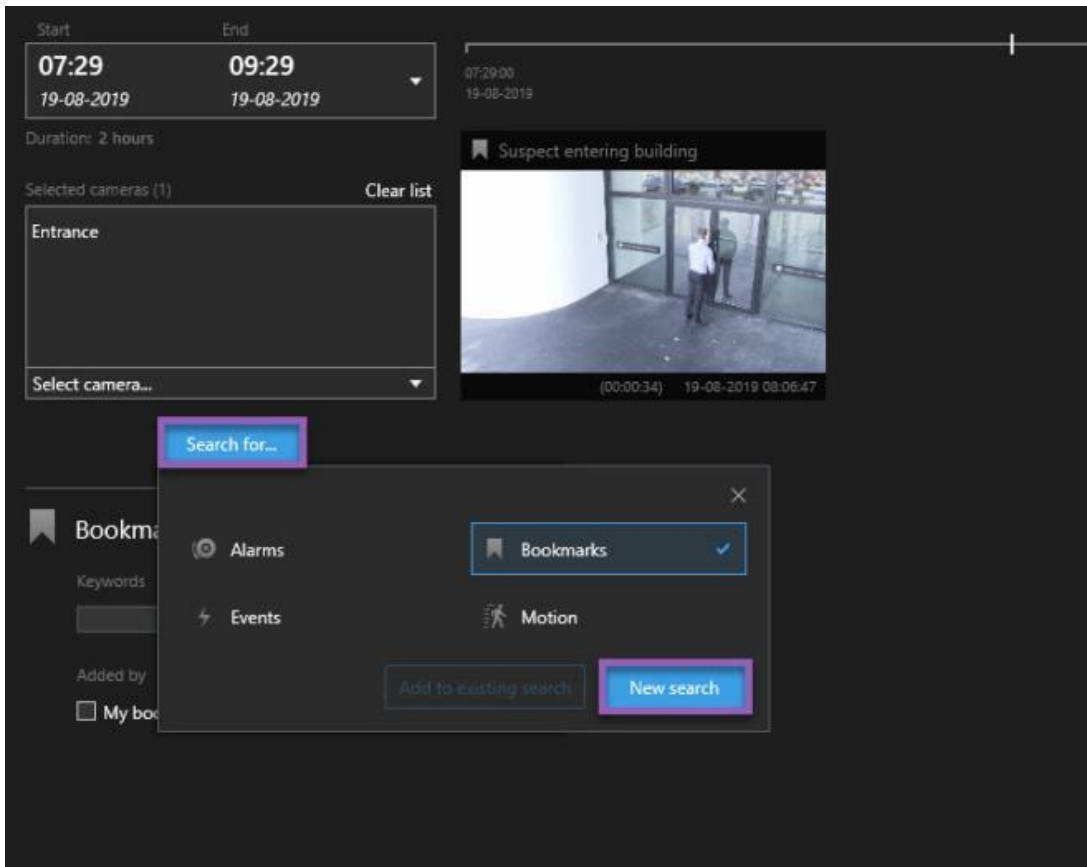 Start End
07:29 09:29
19-08-2019 19-08-2019
Duration: 2 hours
Selected cameras (1) Clear list
Entrance
Select camera...
07:29:00
19-08-2019
Suspect entering building
(00:00:34) 19-08-2019 08:06:47
Search for...
Alarms Bookmarks
Events Motion
Add to existing search New search
Bookma
Keywords
Added by
My boo